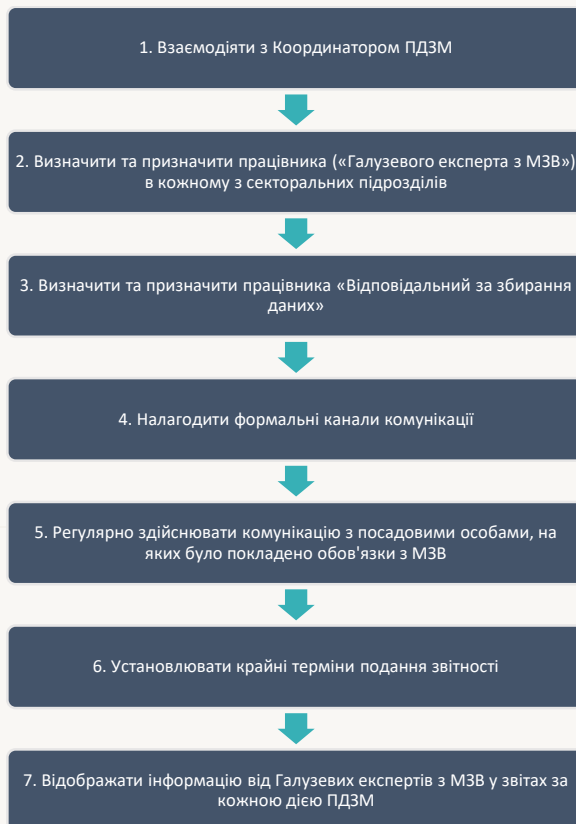 1. Взаємодіяти з Координатором ПДЗМ
2. Визначити та призначити працівника («Галузевого експерта з МЗВ»)
в кожному з секторальних підрозділів
3. Визначити та призначити працівника «Відповідальний за збирання
даних»
4. Налагодити формальні канали комунікації
5. Регулярно здійснювати комунікацію з посадовими особами, на
яких було покладено обов'язки з МЗВ
6. Установлювати крайні терміни подання звітності
7. Відображати інформацію від Галузевих експертів з МЗВ у звітах за
кожною дією ПДЗМ